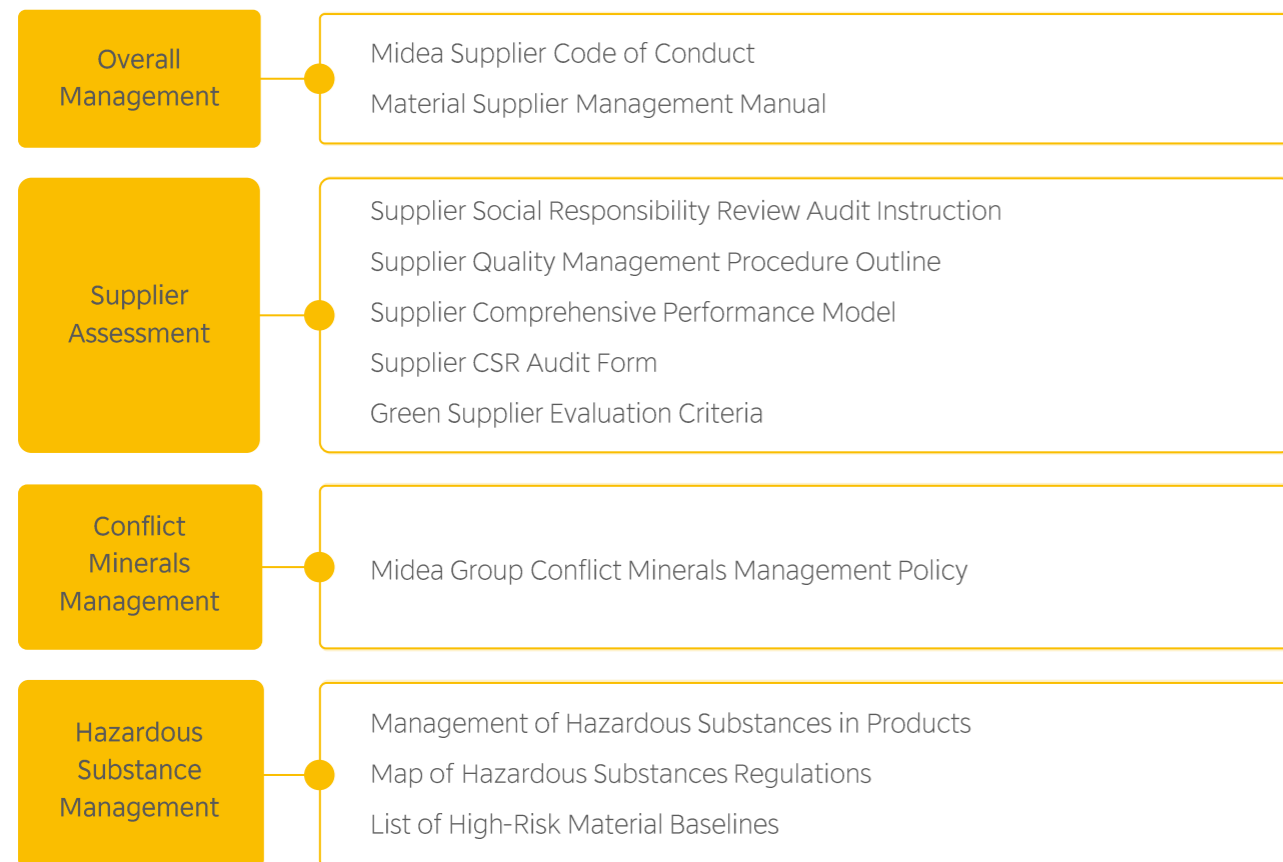 Overall
Management
Midea Supplier Code of Conduct
Material Supplier Management Manual
Supplier
Assessment
Supplier Social Responsibility Review Audit Instruction
Supplier Quality Management Procedure Outline
Supplier Comprehensive Performance Model
Supplier CSR Audit Form
Green Supplier Evaluation Criteria
Conflict
Minerals
Management
Midea Group Conflict Minerals Management Policy
Hazardous
Substance
Management
Management of Hazardous Substances in Products
Map of Hazardous Substances Regulations
List of High-Risk Material Baselines